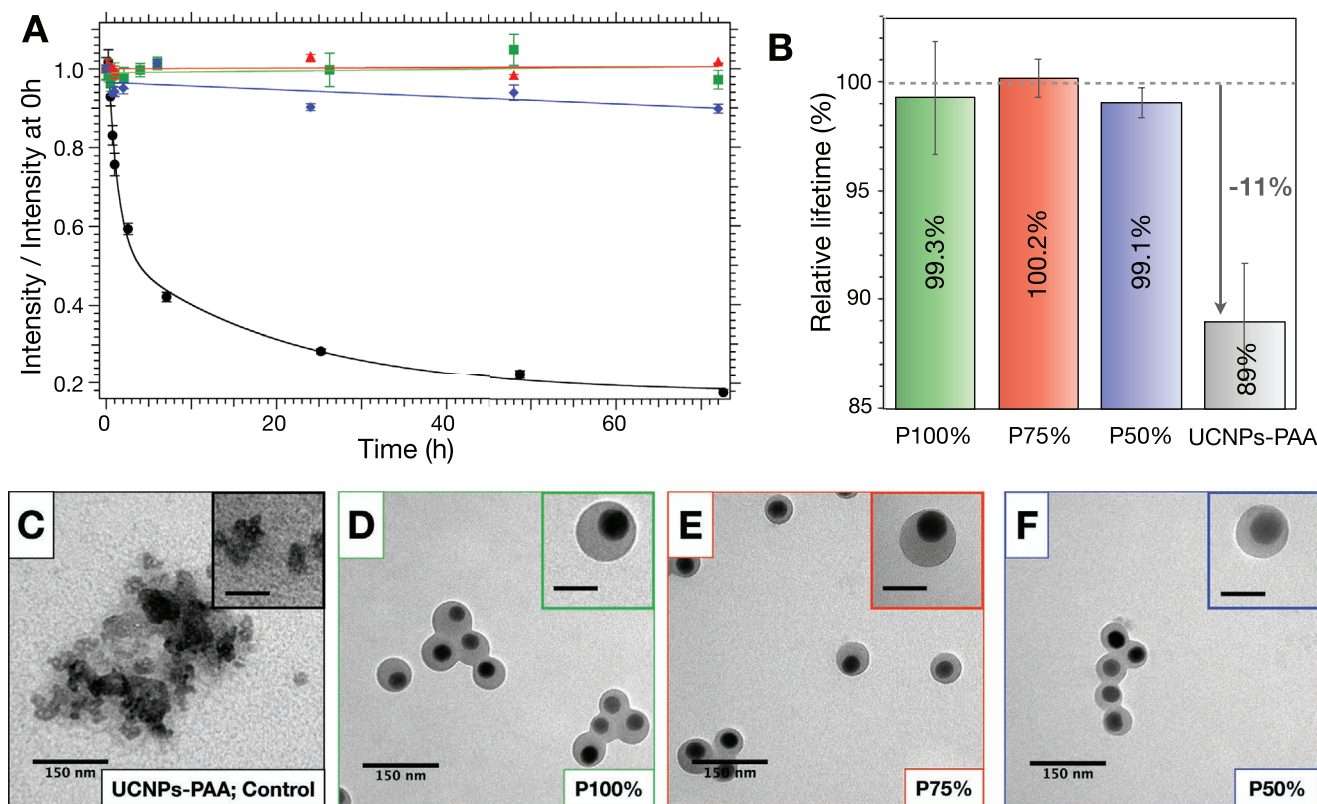 A
Intensity / Intensity at 0h
1.0
0.8
0.6
0.4
0.2
0
20
40
60
Time (h)
B
Relative lifetime (%)
100
95
90
85
99.3%
100.2%
99.1%
89%
-11%
P100%
P75%
P50%
UCNPs-PAA
C
150 nm
UCNPs-PAA; Control
D
150 nm
P100%
E
150 nm
P75%
F
150 nm
P50%